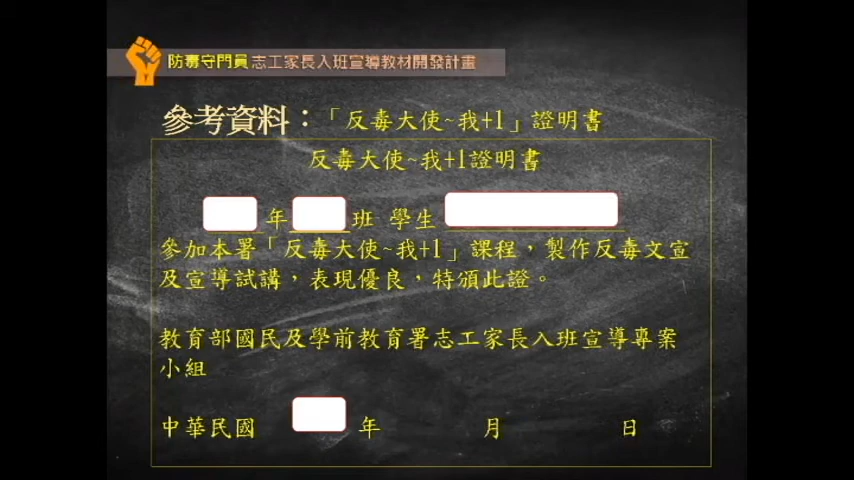 防毒守門員 志工家長入班宣導教材開發計畫
參考資料：「反毒大使~我+1」證明書
反毒大使~我+1證明書
年 班 學生
參加本署「反毒大使~我+1」課程，製作反毒文宣
及宣導試講，表現優良，特頒此證。
教育部國民及學前教育署志工家長入班宣導專案
小組
中華民國 年 月 日